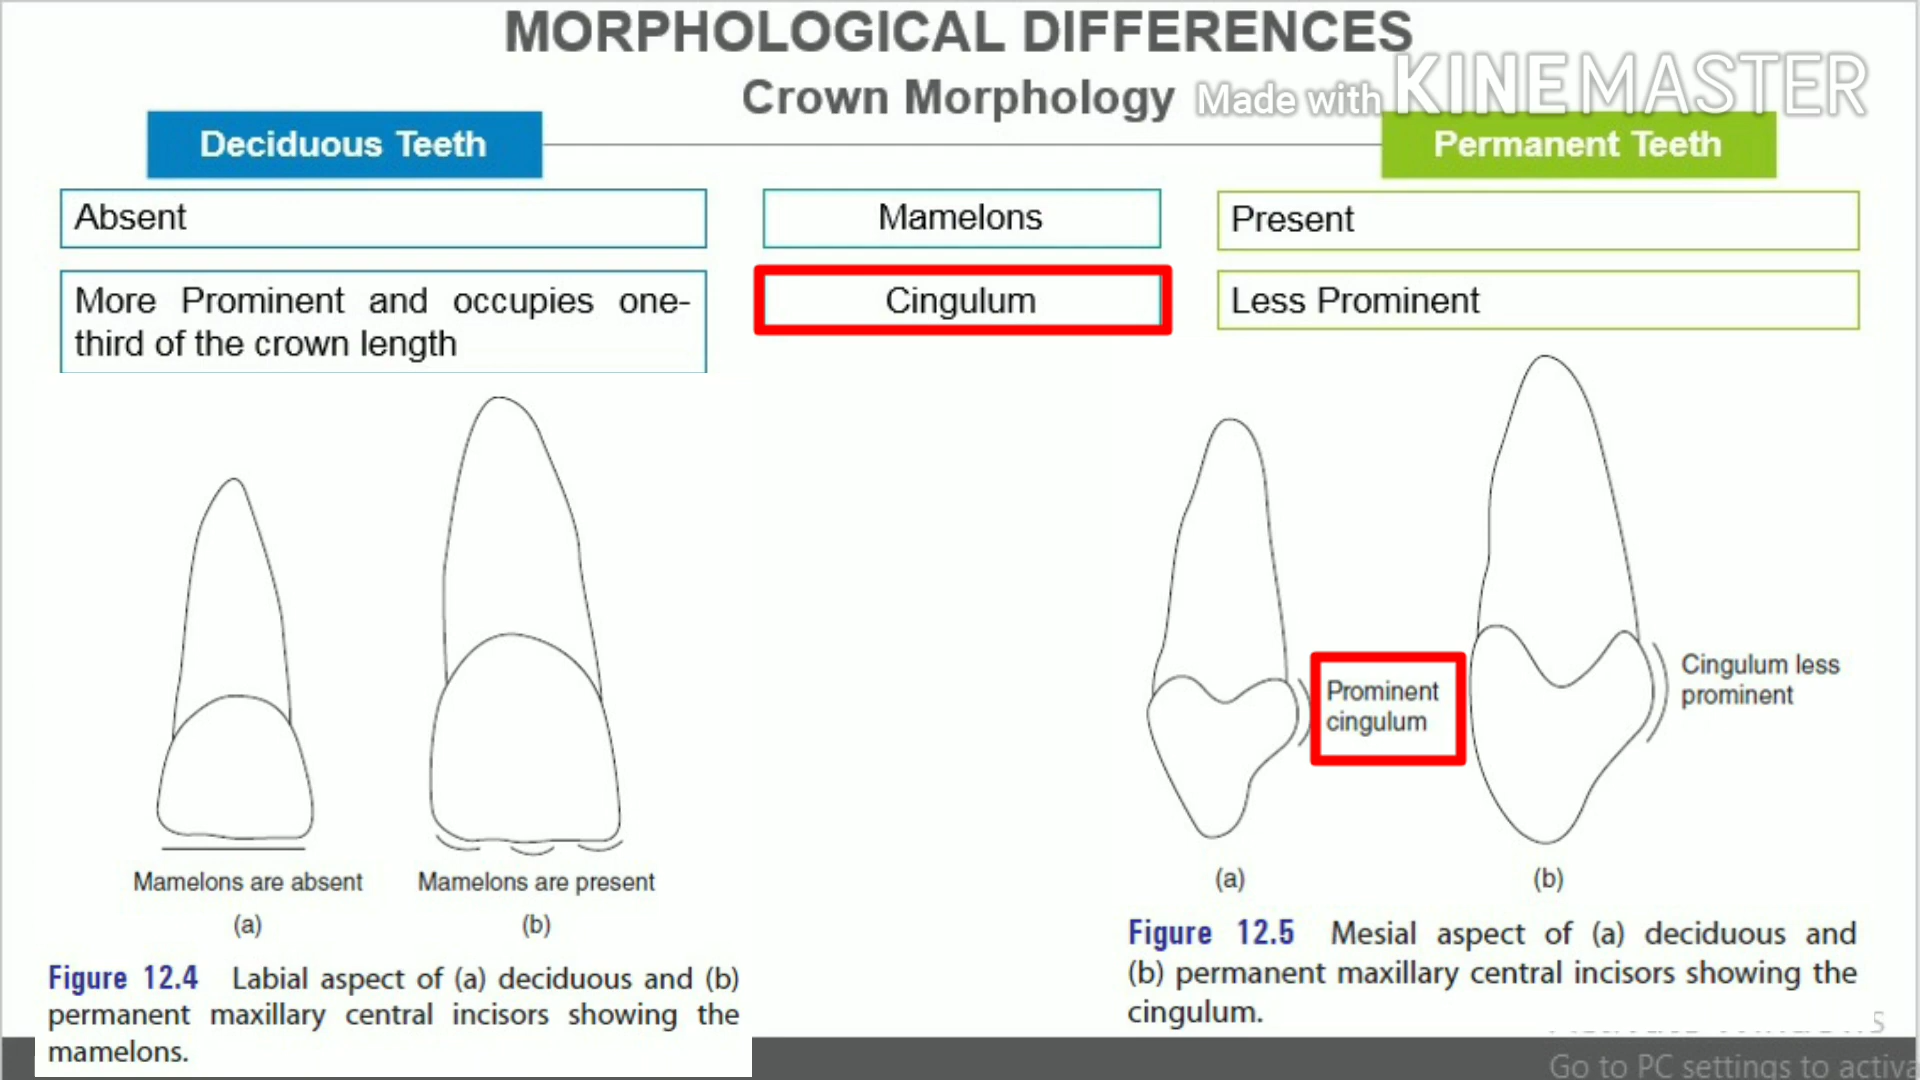 MORPHOLOGICAL DIFFERENCES
Crown Morphology
Made with KINEMASTER
Deciduous Teeth
Permanent Teeth
Absent
Mamelons
Present
More Prominent and occupies one-
third of the crown length
Cingulum
Less Prominent
Prominent
cingulum
Cingulum less
prominent
Mamelons are absent
(a)
Mamelons are present
(b)
(a)
(b)
Figure 12.4 Labial aspect of (a) deciduous and (b)
permanent maxillary central incisors showing the
mamelons.
Figure 12.5 Mesial aspect of (a) deciduous and
(b) permanent maxillary central incisors showing the
cingulum.
Go to PC settings to activa